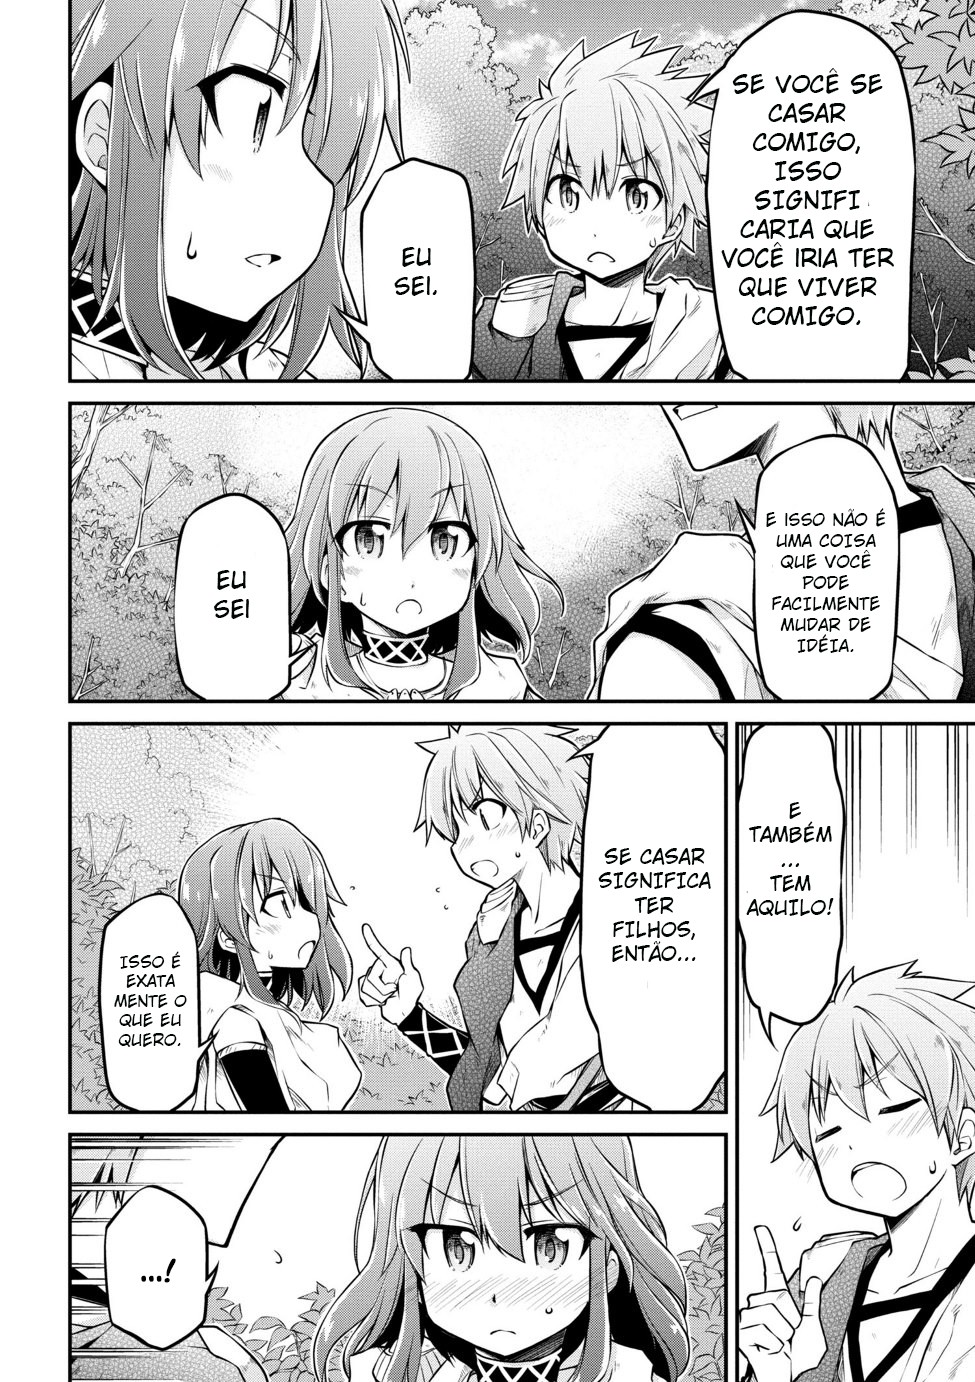 SE VOCÊ SE
CASAR
COMIGO,
ISSO
SIGNIFI
CARIA QUE
VOCÊ IRIA TER
QUE VIVER
COMIGO.
EU
SEI.
E ISSO NÃO É
UMA COISA
QUE VOCÊ
PODE
FACILMENTE
MUDAR DE
IDÉIA.
EU
SEI
E
TAMBÉM
...
TEM
AQUILO!
SE CASAR
SIGNIFICA
TER
FILHOS,
ENTÃO...
ISSO É
EXATA
MENTE O
QUE EU
QUERO.
...!